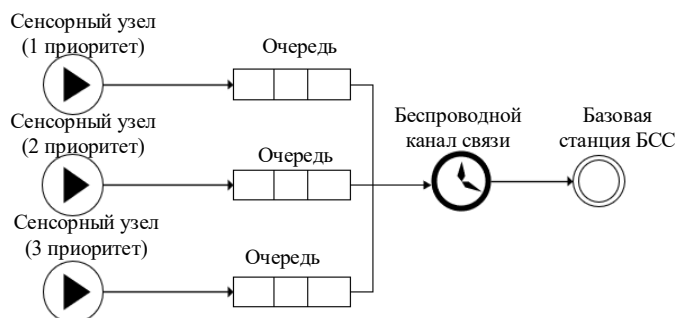 Сенсорный узел
(1 приоритет)
Очередь
Сенсорный узел
(2 приоритет)
Очередь
Беспроводной
канал связи
Базовая
станция БСС
Сенсорный узел
(3 приоритет)
Очередь